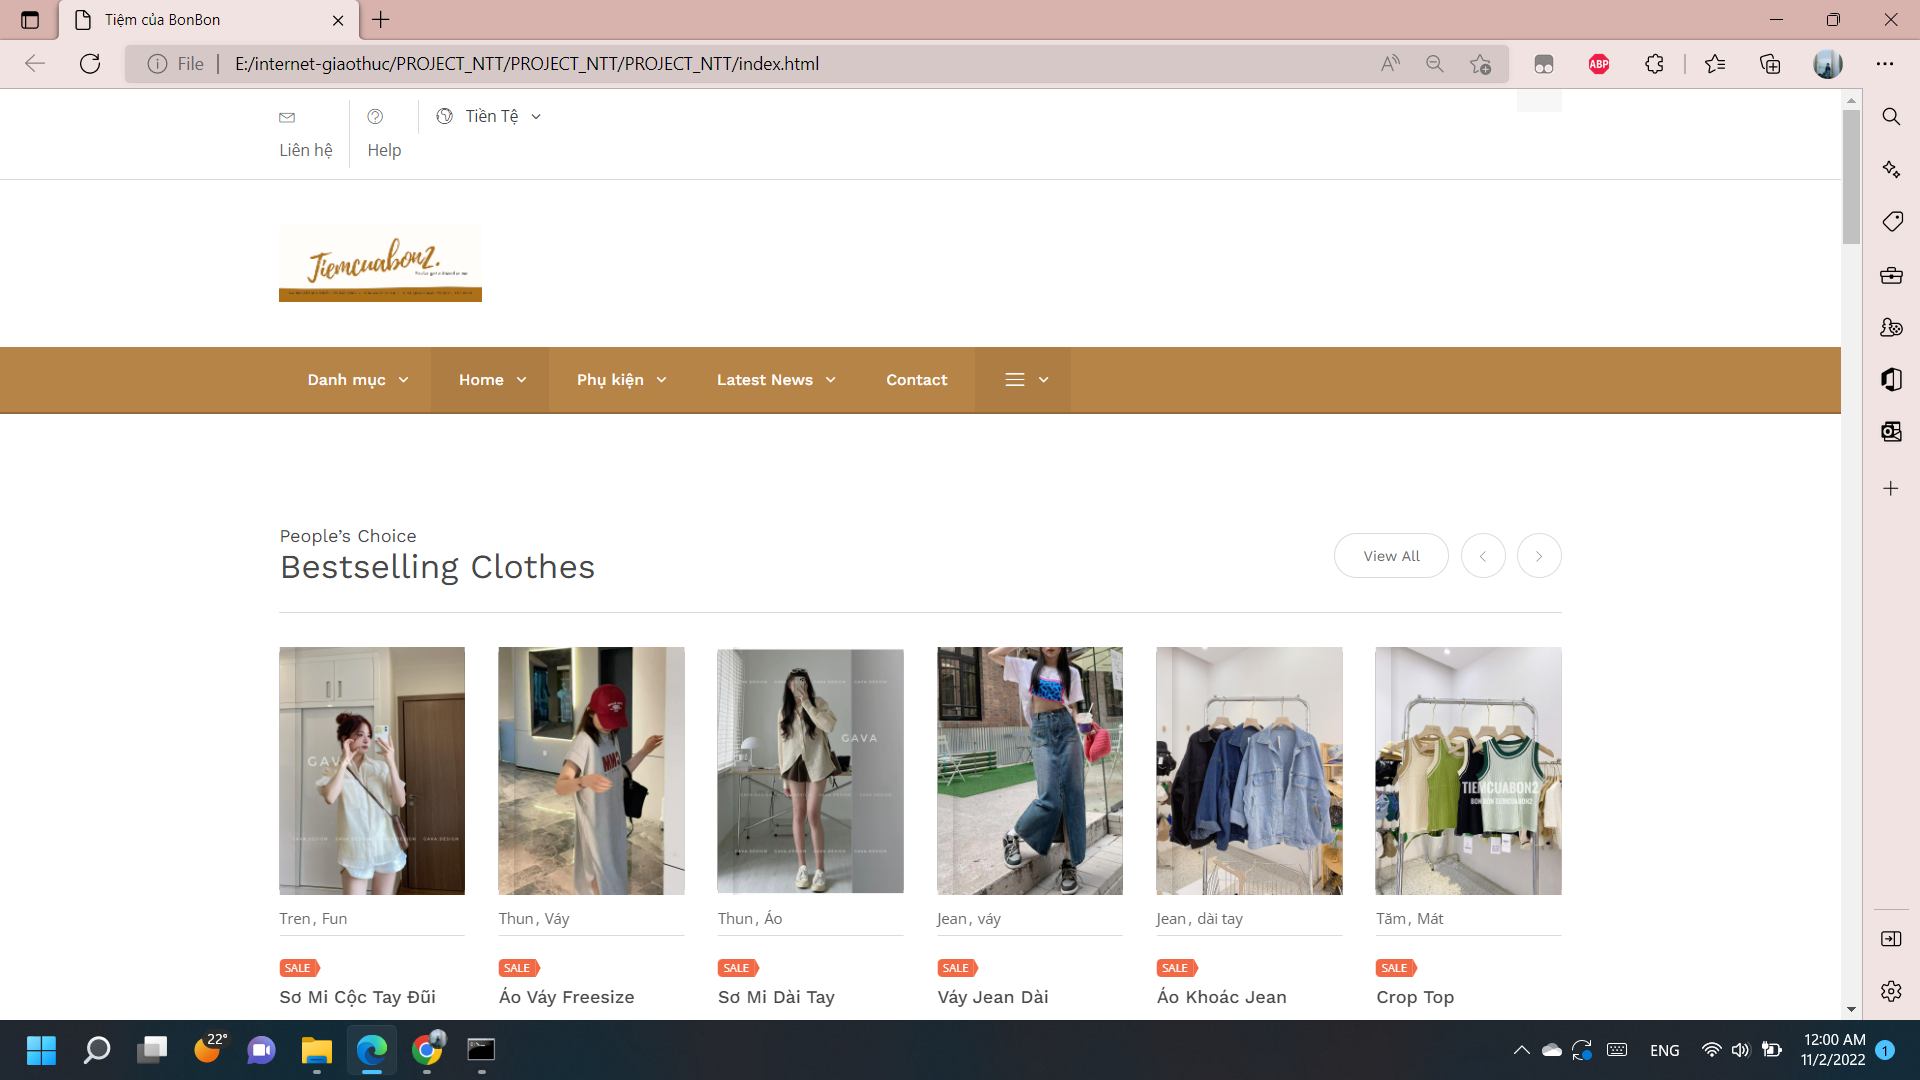 Tiệm của BonBon
File
E:/internet-giaothuc/PROJECT_NTT/PROJECT_NTT/PROJECT_NTT/index.html
ABP
Liên hệ
Help
Tiền Tệ
Tiemcuabon2.
Danh mục
Home
Phụ kiện
Latest News
Contact
People's Choice
Bestselling Clothes
View All
GAVA
GAVA DESIGN
GAVA
TIEMCUABON2
Tren, Fun
Thun, Váy
Thun, Áo
Jean, váy
Jean, dài tay
Tăm, Mát
SALE
SALE
SALE
SALE
SALE
SALE
Sơ Mi Cộc Tay Đũi
Áo Váy Freesize
Sơ Mi Dài Tay
Váy Jean Dài
Áo Khoác Jean
Crop Top
22°
ENG
12:00 AM
11/2/2022
1